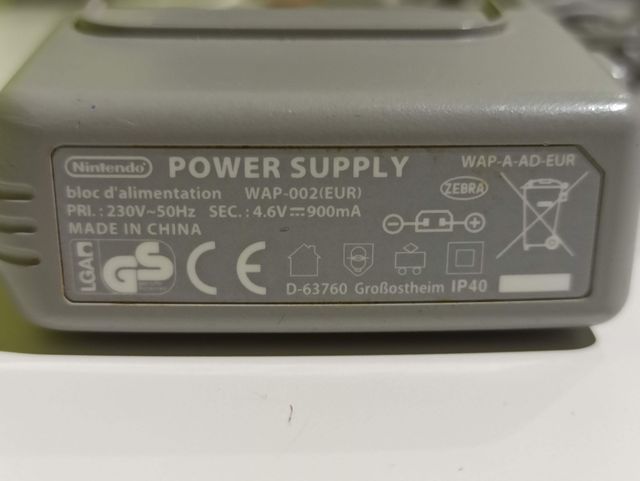 Nintendo POWER SUPPLY WAP-A-AD-EUR
bloc d'alimentation WAP-002(EUR) ZEBRA
PRI.: 230V~50Hz SEC.: 4.6V⎓900mA
MADE IN CHINA
LGA GS CE
D-63760 Großostheim IP40